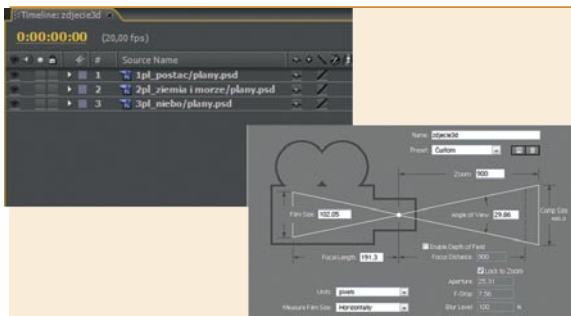 Timeline: zdjecie3d
0:00:00:00 (20,00 fps)
# Source Name
1 1pl_postac/plany.psd
2 2pl_ziemia i morze/plany.psd
3 3pl_niebo/plany.psd
Name: zdjecie3d
Preset: Custom
Zoom: 900
Film Size: 102.05
Angle of View: 29.86
Comp Size
Enable Depth of Field
Focal Length: 191.3
Focus Distance: 900
Lock to Zoom
Units: pixels
Aperture: 25.31
F-Stop: 7.56
Measure Film Size: Horizontally
Blur Level: 100 %